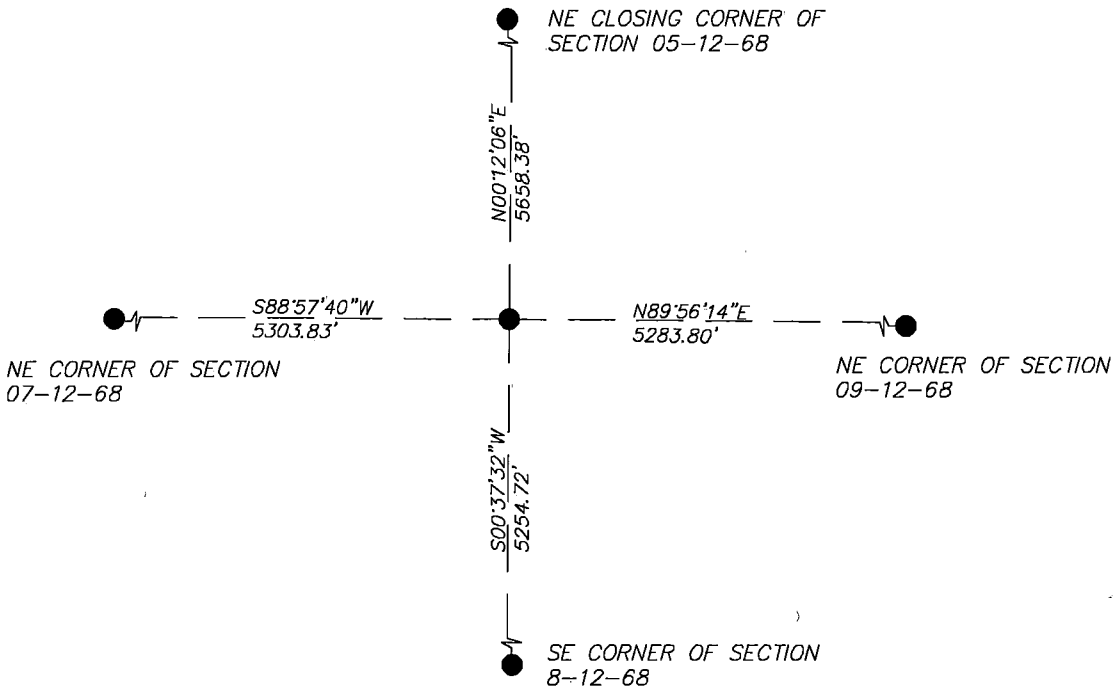 NE CLOSING CORNER OF
SECTION 05-12-68
N00°12'06"E
5658.38'
S88°57'40"W
5303.83'
N89°56'14"E
5283.80'
NE CORNER OF SECTION
07-12-68
NE CORNER OF SECTION
09-12-68
S00°37'32"W
5254.72'
SE CORNER OF SECTION
8-12-68